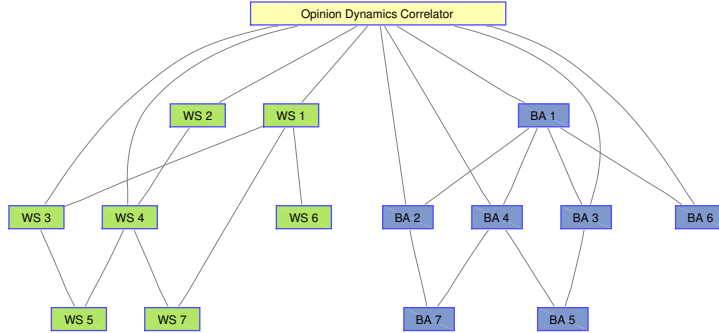 Opinion Dynamics Correlator
WS 2
WS 1
BA 1
WS 3
WS 4
WS 6
BA 2
BA 4
BA 3
BA 6
WS 5
WS 7
BA 7
BA 5